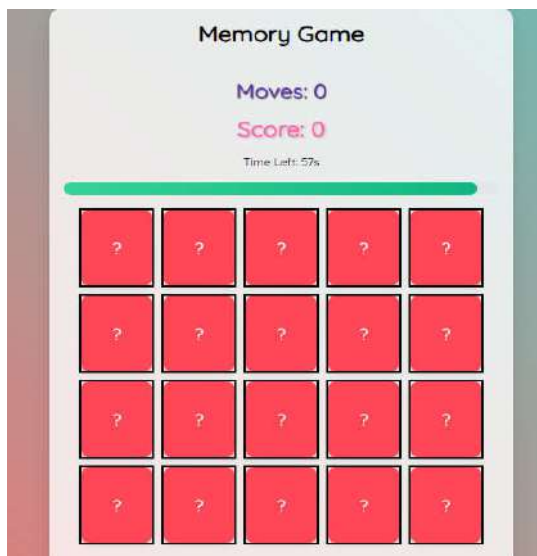 Memory Game
Moves: 0
Score: 0
Time Left: 57s
? ? ? ? ?
? ? ? ? ?
? ? ? ? ?
? ? ? ? ?